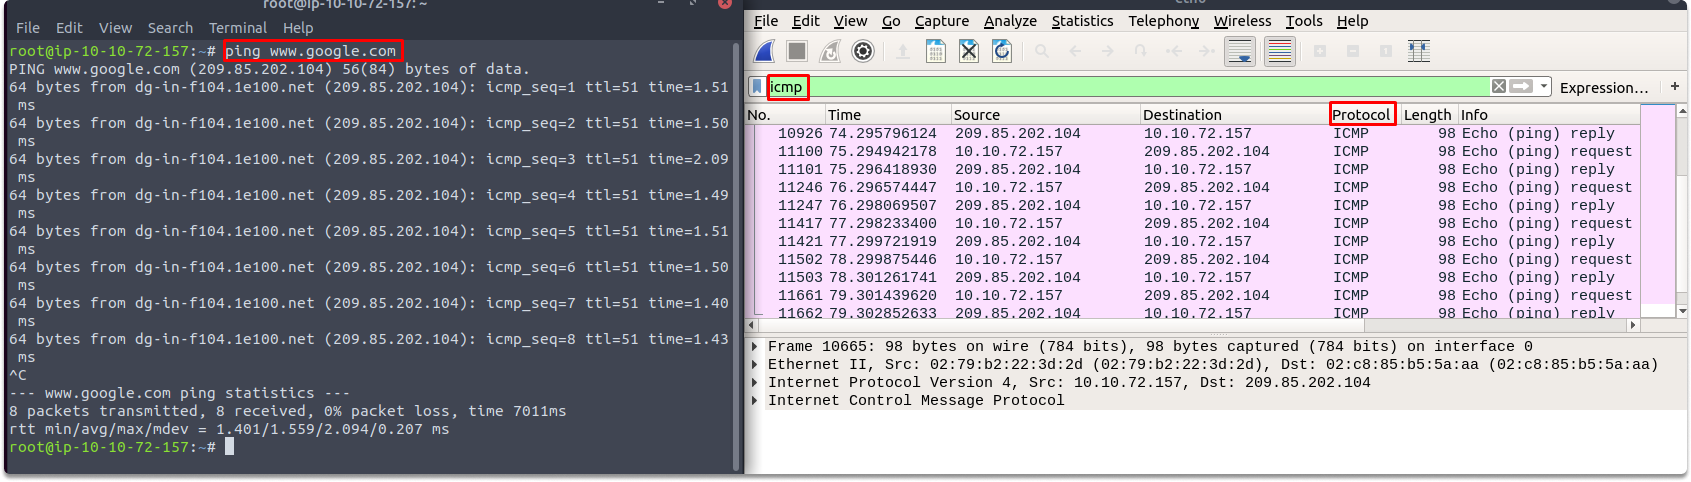 root@ip-10-10-72-157: ~
File Edit View Search Terminal Help
root@ip-10-10-72-157:~# ping www.google.com
PING www.google.com (209.85.202.104) 56(84) bytes of data.
64 bytes from dg-in-f104.1e100.net (209.85.202.104): icmp_seq=1 ttl=51 time=1.51
 ms
64 bytes from dg-in-f104.1e100.net (209.85.202.104): icmp_seq=2 ttl=51 time=1.50
 ms
64 bytes from dg-in-f104.1e100.net (209.85.202.104): icmp_seq=3 ttl=51 time=2.09
 ms
64 bytes from dg-in-f104.1e100.net (209.85.202.104): icmp_seq=4 ttl=51 time=1.49
 ms
64 bytes from dg-in-f104.1e100.net (209.85.202.104): icmp_seq=5 ttl=51 time=1.51
 ms
64 bytes from dg-in-f104.1e100.net (209.85.202.104): icmp_seq=6 ttl=51 time=1.50
 ms
64 bytes from dg-in-f104.1e100.net (209.85.202.104): icmp_seq=7 ttl=51 time=1.40
 ms
64 bytes from dg-in-f104.1e100.net (209.85.202.104): icmp_seq=8 ttl=51 time=1.43
 ms
^C
--- www.google.com ping statistics ---
8 packets transmitted, 8 received, 0% packet loss, time 7011ms
rtt min/avg/max/mdev = 1.401/1.559/2.094/0.207 ms
root@ip-10-10-72-157:~#
File Edit View Go Capture Analyze Statistics Telephony Wireless Tools Help
icmp Expression… +
No. Time Source Destination Protocol Length Info
10926 74.295796124 209.85.202.104 10.10.72.157 ICMP 98 Echo (ping) reply
11100 75.294942178 10.10.72.157 209.85.202.104 ICMP 98 Echo (ping) request
11101 75.296418930 209.85.202.104 10.10.72.157 ICMP 98 Echo (ping) reply
11246 76.296574447 10.10.72.157 209.85.202.104 ICMP 98 Echo (ping) request
11247 76.298069507 209.85.202.104 10.10.72.157 ICMP 98 Echo (ping) reply
11417 77.298233400 10.10.72.157 209.85.202.104 ICMP 98 Echo (ping) request
11421 77.299721919 209.85.202.104 10.10.72.157 ICMP 98 Echo (ping) reply
11502 78.299875446 10.10.72.157 209.85.202.104 ICMP 98 Echo (ping) request
11503 78.301261741 209.85.202.104 10.10.72.157 ICMP 98 Echo (ping) reply
11661 79.301439620 10.10.72.157 209.85.202.104 ICMP 98 Echo (ping) request
11662 79.302852633 209.85.202.104 10.10.72.157 ICMP 98 Echo (ping) reply
Frame 10665: 98 bytes on wire (784 bits), 98 bytes captured (784 bits) on interface 0
Ethernet II, Src: 02:79:b2:22:3d:2d (02:79:b2:22:3d:2d), Dst: 02:c8:85:b5:5a:aa (02:c8:85:b5:5a:aa)
Internet Protocol Version 4, Src: 10.10.72.157, Dst: 209.85.202.104
Internet Control Message Protocol